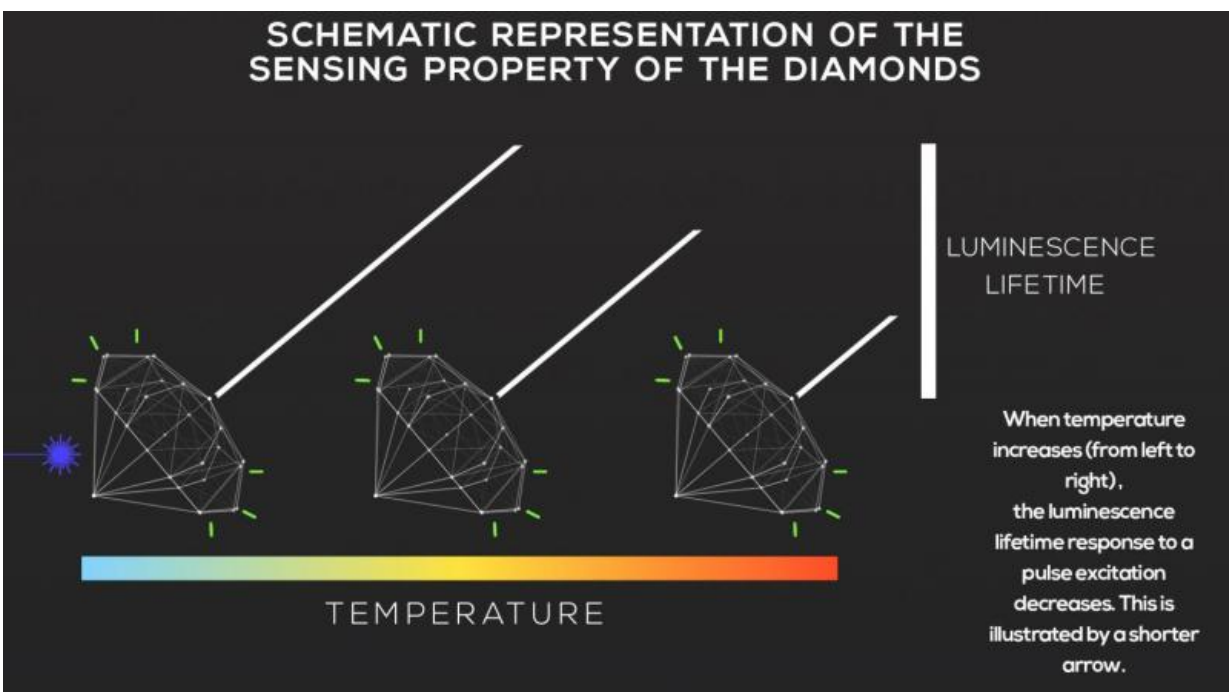 SCHEMATIC REPRESENTATION OF THE
SENSING PROPERTY OF THE DIAMONDS
LUMINESCENCE
LIFETIME
When temperature
increases (from left to
right),
the luminescence
lifetime response to a
pulse excitation
decreases. This is
illustrated by a shorter
arrow.
TEMPERATURE